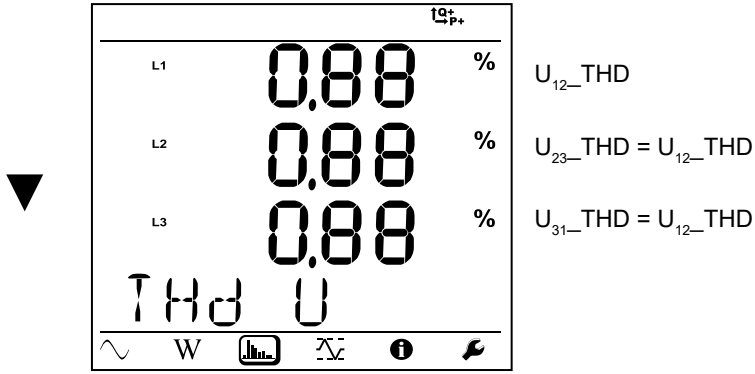 Q+
P+
L1 0.88 % U₁₂_THD
L2 0.88 % U₂₃_THD = U₁₂_THD
L3 0.88 % U₃₁_THD = U₁₂_THD
THd U
W